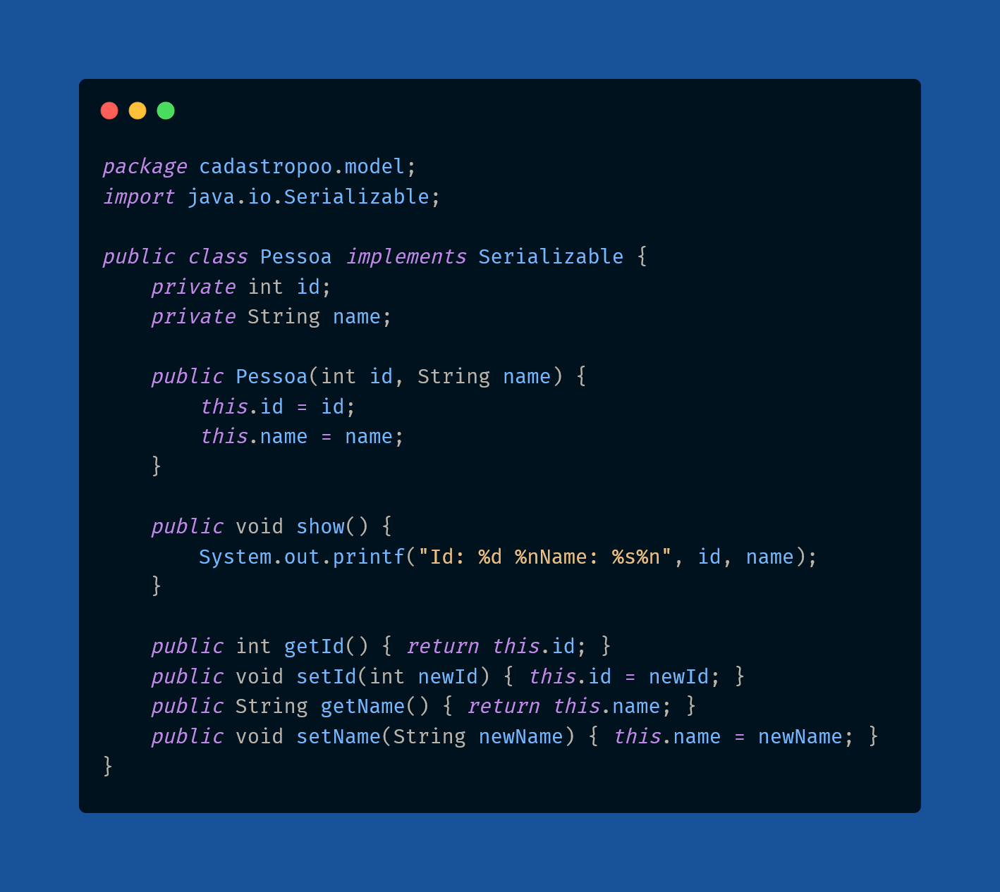 package cadastropoo.model;
import java.io.Serializable;

public class Pessoa implements Serializable {
    private int id;
    private String name;

    public Pessoa(int id, String name) {
        this.id = id;
        this.name = name;
    }

    public void show() {
        System.out.printf("Id: %d %nName: %s%n", id, name);
    }

    public int getId() { return this.id; }
    public void setId(int newId) { this.id = newId; }
    public String getName() { return this.name; }
    public void setName(String newName) { this.name = newName; }
}